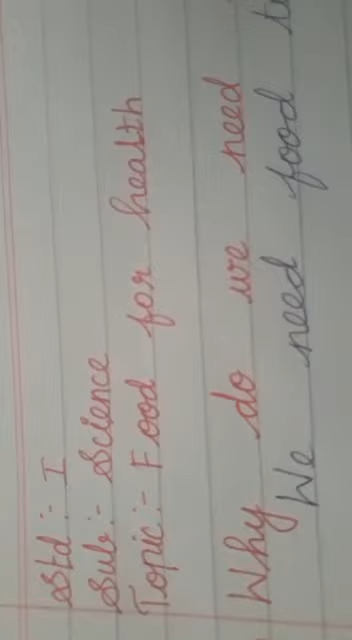 Std :- I
Sub :- Science
Topic :- Food for health
Why do we need
We need food